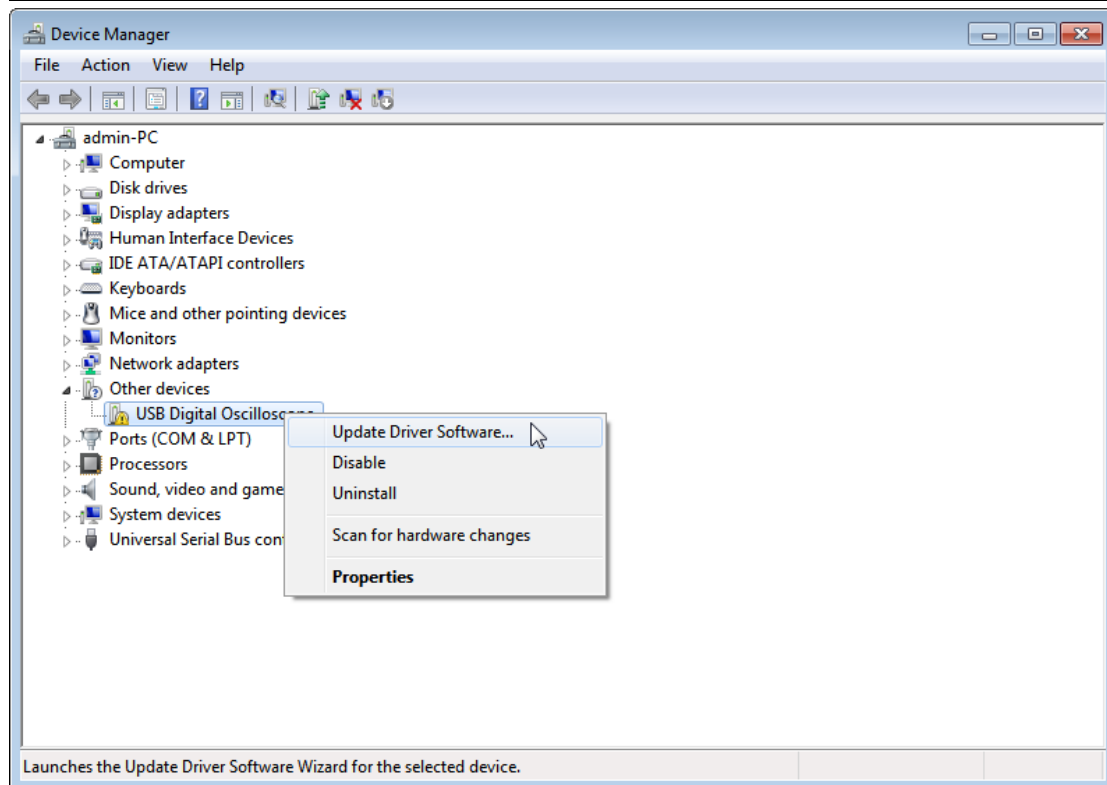 Device Manager
File Action View Help
admin-PC
Computer
Disk drives
Display adapters
Human Interface Devices
IDE ATA/ATAPI controllers
Keyboards
Mice and other pointing devices
Monitors
Network adapters
Other devices
USB Digital
Ports (COM & LPT)
Processors
Sound, video and game
System devices
Universal Serial Bus
Update Driver Software...
Disable
Uninstall
Scan for hardware changes
Properties
Launches the Update Driver Software Wizard for the selected device.